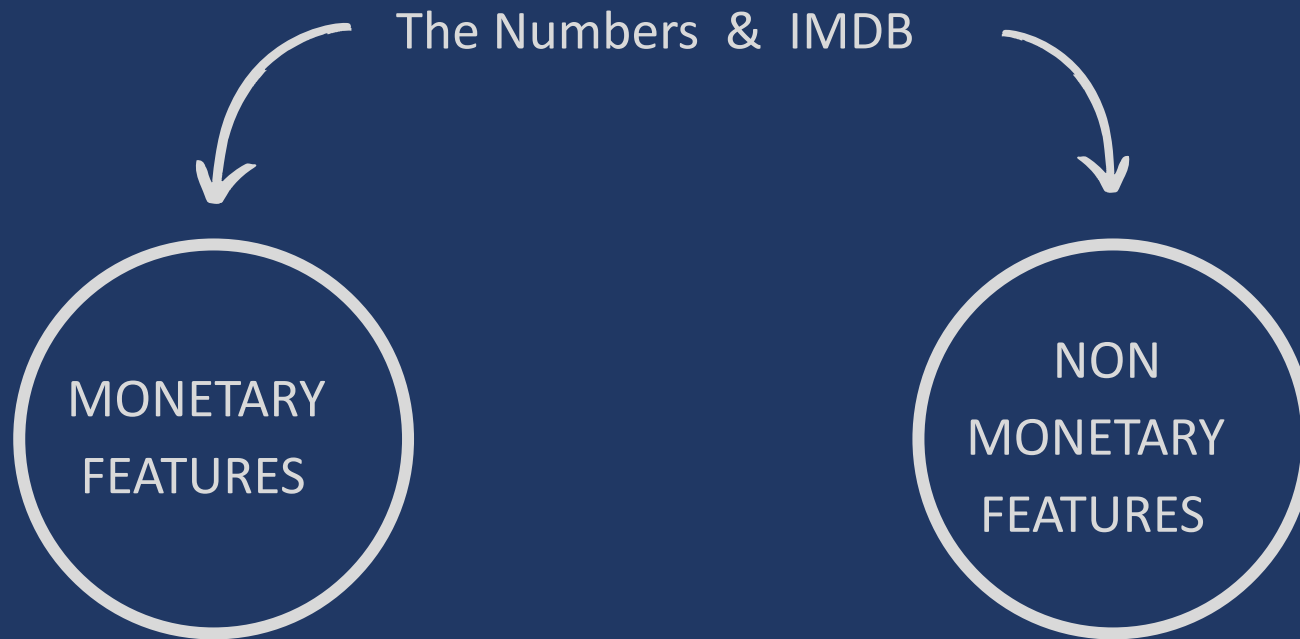 The Numbers & IMDB
MONETARY
FEATURES
NON
MONETARY
FEATURES